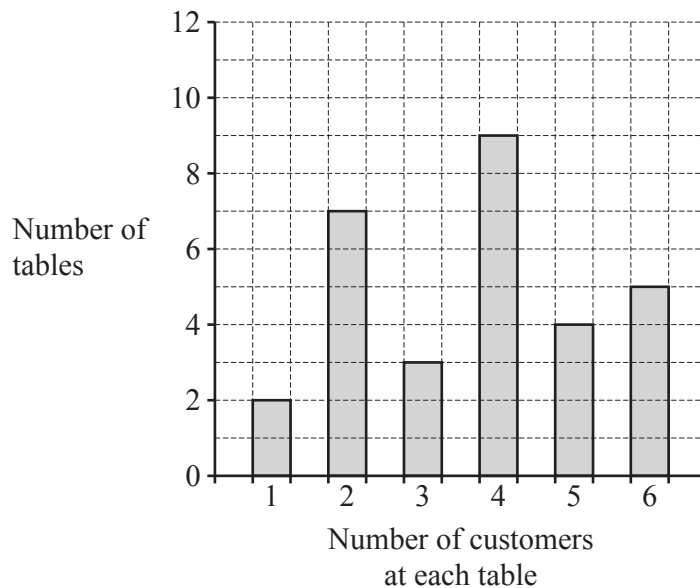 12
10
8
Number of
tables
6
4
2
0
1 2 3 4 5 6
Number of customers
at each table